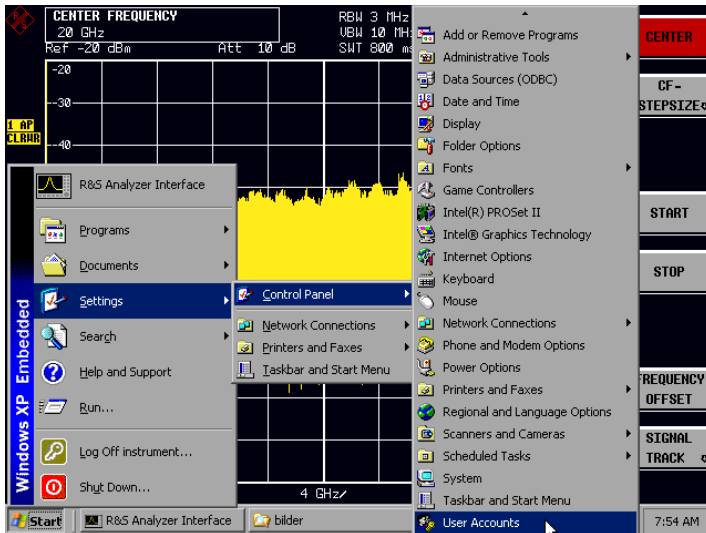 R&S
CENTER FREQUENCY
20 GHz
Ref -20 dBm
Att 10 dB
RBW 3 MHz
VBW 10 MH
SWT 800 ms
-20
-30
-40
1 AP
CLRWR
4 GHz/
R&S Analyzer Interface
Programs
Documents
Settings
Search
Help and Support
Run...
Log Off instrument...
Shut Down...
Windows XP Embedded
Control Panel
Network Connections
Printers and Faxes
Taskbar and Start Menu
Add or Remove Programs
Administrative Tools
Data Sources (ODBC)
Date and Time
Display
Folder Options
Fonts
Game Controllers
Intel(R) PROSet II
Intel® Graphics Technology
Internet Options
Keyboard
Mouse
Network Connections
Phone and Modem Options
Power Options
Printers and Faxes
Regional and Language Options
Scanners and Cameras
Scheduled Tasks
System
Taskbar and Start Menu
User Accounts
CENTER
CF-
STEPSIZE
START
STOP
FREQUENCY
OFFSET
SIGNAL
TRACK
Start
R&S Analyzer Interface
bilder
7:54 AM